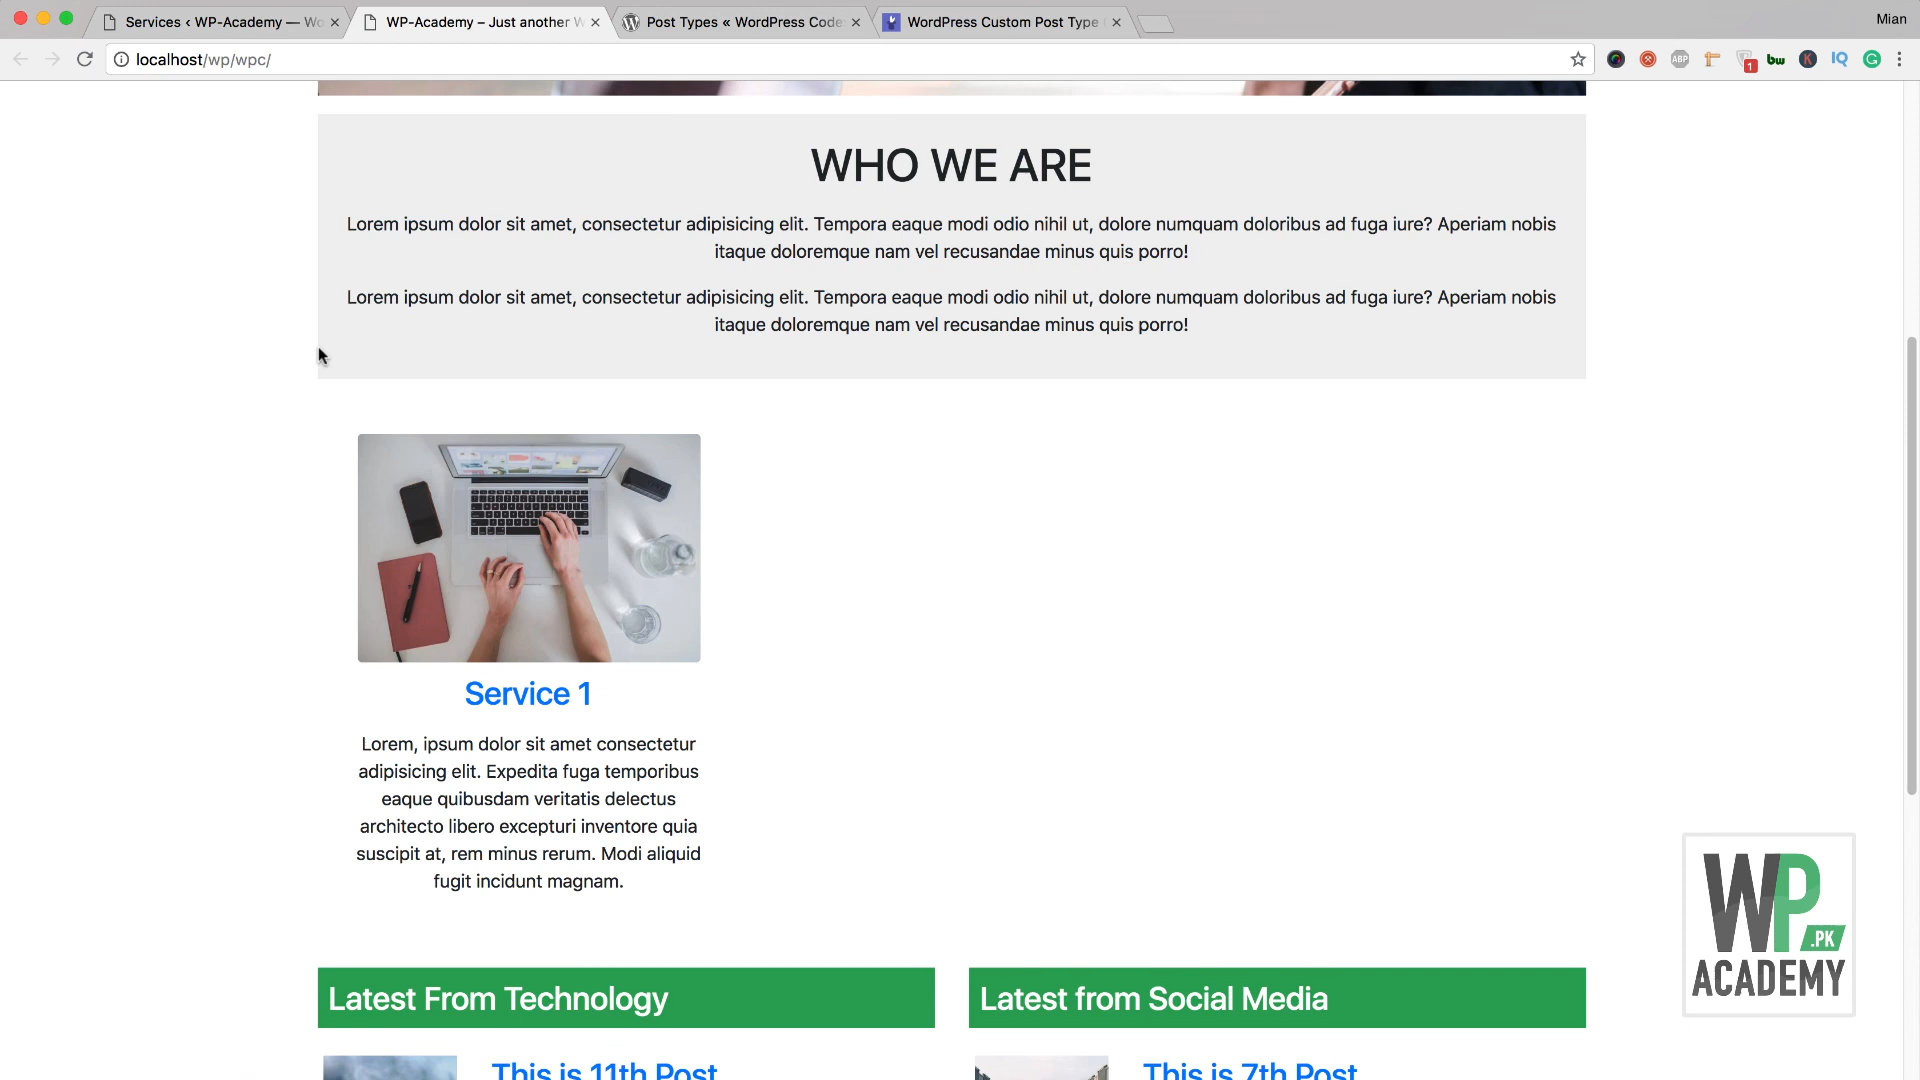 Services ‹ WP-Academy — Wo
WP-Academy – Just another W
Post Types « WordPress Code
WordPress Custom Post Type
Mian
localhost/wp/wpc/
ABP
1
bw
K
IQ
G
WHO WE ARE
Lorem ipsum dolor sit amet, consectetur adipisicing elit. Tempora eaque modi odio nihil ut, dolore numquam doloribus ad fuga iure? Aperiam nobis
itaque doloremque nam vel recusandae minus quis porro!
Lorem ipsum dolor sit amet, consectetur adipisicing elit. Tempora eaque modi odio nihil ut, dolore numquam doloribus ad fuga iure? Aperiam nobis
itaque doloremque nam vel recusandae minus quis porro!
Service 1
Lorem, ipsum dolor sit amet consectetur
adipisicing elit. Expedita fuga temporibus
eaque quibusdam veritatis delectus
architecto libero excepturi inventore quia
suscipit at, rem minus rerum. Modi aliquid
fugit incidunt magnam.
WP
.PK
ACADEMY
Latest From Technology
Latest from Social Media
This is 11th Post
This is 7th Post